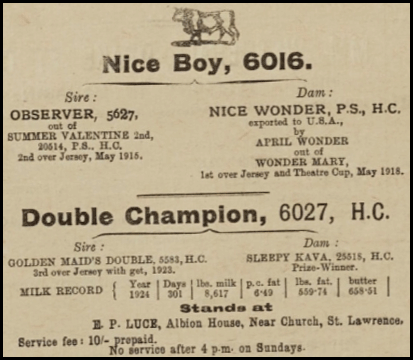 Nice Boy, 6016.
Sire :
OBSERVER, 5627,
out of
SUMMER VALENTINE 2nd,
20514, P.S., H.C.
2nd over Jersey, May 1915.
Dam :
NICE WONDER, P.S., H.C.
exported to U.S.A.,
by
APRIL WONDER
out of
WONDER MARY,
1st over Jersey and Theatre Cup, May 1918.
Double Champion, 6027, H.C.
Sire :
GOLDEN MAID'S DOUBLE, 5583, H.C.
3rd over Jersey with get, 1923.
Dam :
SLEEPY KAVA, 25518, H.C.
Prize-Winner.
MILK RECORD { Year | Days | lbs. milk | p.c. fat | lbs. fat. | butter
1924 | 301 | 8,617 | 6·49 | 559·74 | 658·51
Stands at
E. P. LUCE, Albion House, Near Church, St. Lawrence.
Service fee : 10/- prepaid.
No service after 4 p.m. on Sundays.